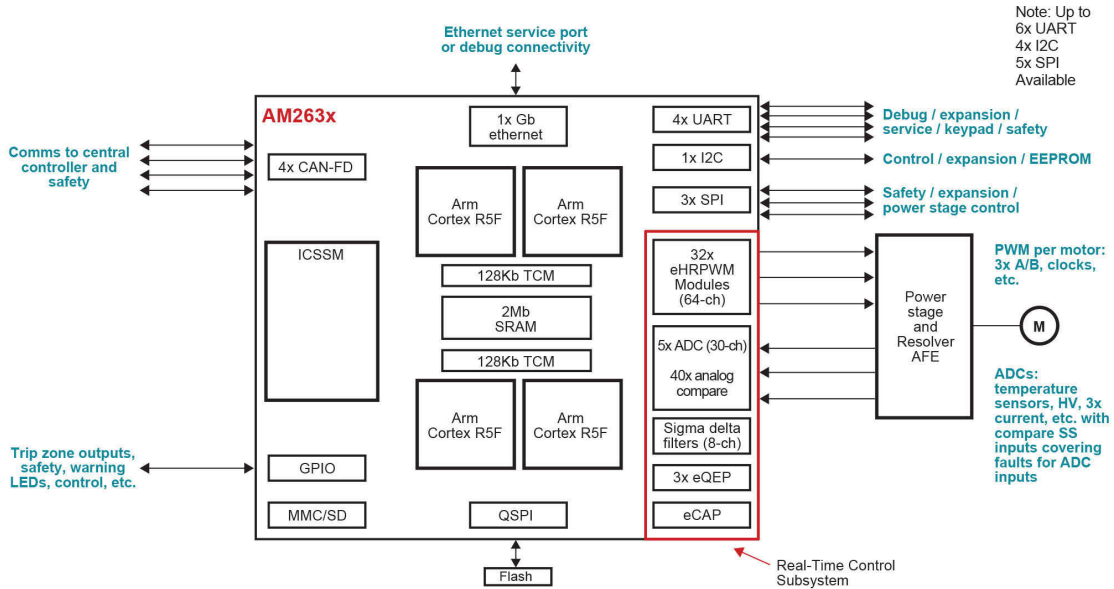 Note: Up to
6x UART
4x I2C
5x SPI
Available
Ethernet service port
or debug connectivity
AM263x
1x Gb
ethernet
4x UART
Debug / expansion /
service / keypad / safety
Comms to central
controller and
safety
4x CAN-FD
1x I2C
Control / expansion / EEPROM
Arm
Cortex R5F
Arm
Cortex R5F
3x SPI
Safety / expansion /
power stage control
ICSSM
32x
eHRPWM
Modules
(64-ch)
PWM per motor:
3x A/B, clocks,
etc.
128Kb TCM
2Mb
SRAM
128Kb TCM
Power
stage
and
Resolver
AFE
M
5x ADC (30-ch)
40x analog
compare
ADCs:
temperature
sensors, HV, 3x
current, etc. with
compare SS
inputs covering
faults for ADC
inputs
Arm
Cortex R5F
Arm
Cortex R5F
Sigma delta
filters (8-ch)
Trip zone outputs,
safety, warning
LEDs, control, etc.
GPIO
3x eQEP
MMC/SD
QSPI
eCAP
Flash
Real-Time Control
Subsystem